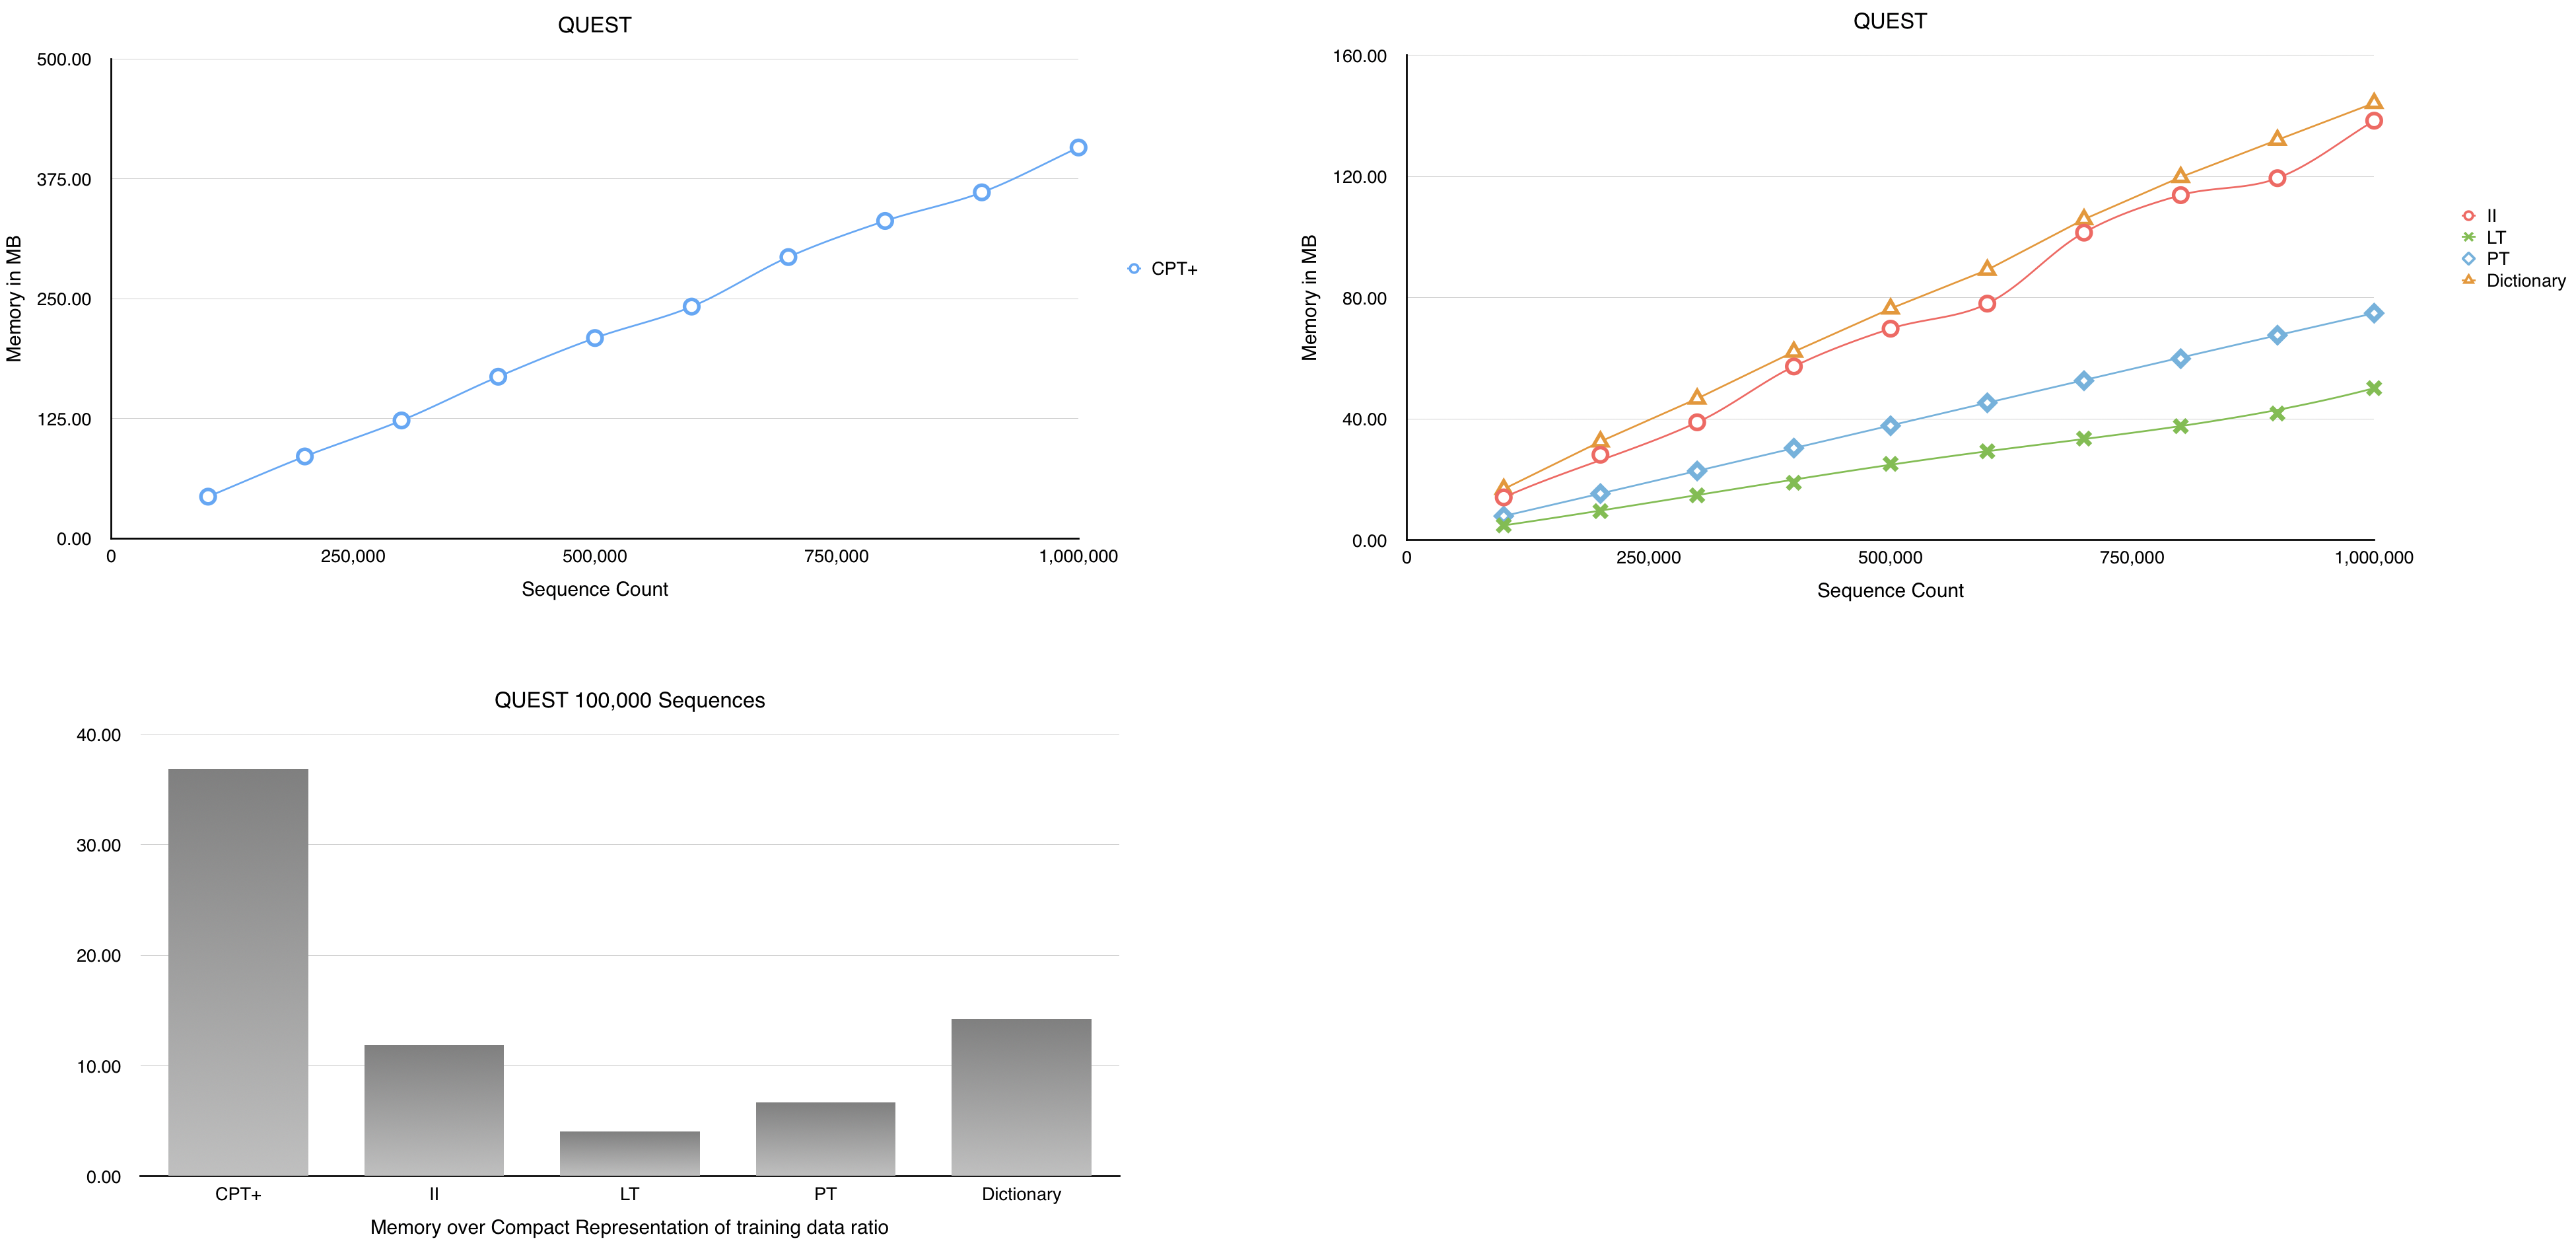 QUEST
500.00
375.00
250.00
125.00
0.00
Memory in MB
0
250,000
500,000
750,000
1,000,000
Sequence Count
CPT+
QUEST
160.00
120.00
80.00
40.00
0.00
Memory in MB
0
250,000
500,000
750,000
1,000,000
Sequence Count
II
LT
PT
Dictionary
QUEST 100,000 Sequences
40.00
30.00
20.00
10.00
0.00
CPT+
II
LT
PT
Dictionary
Memory over Compact Representation of training data ratio